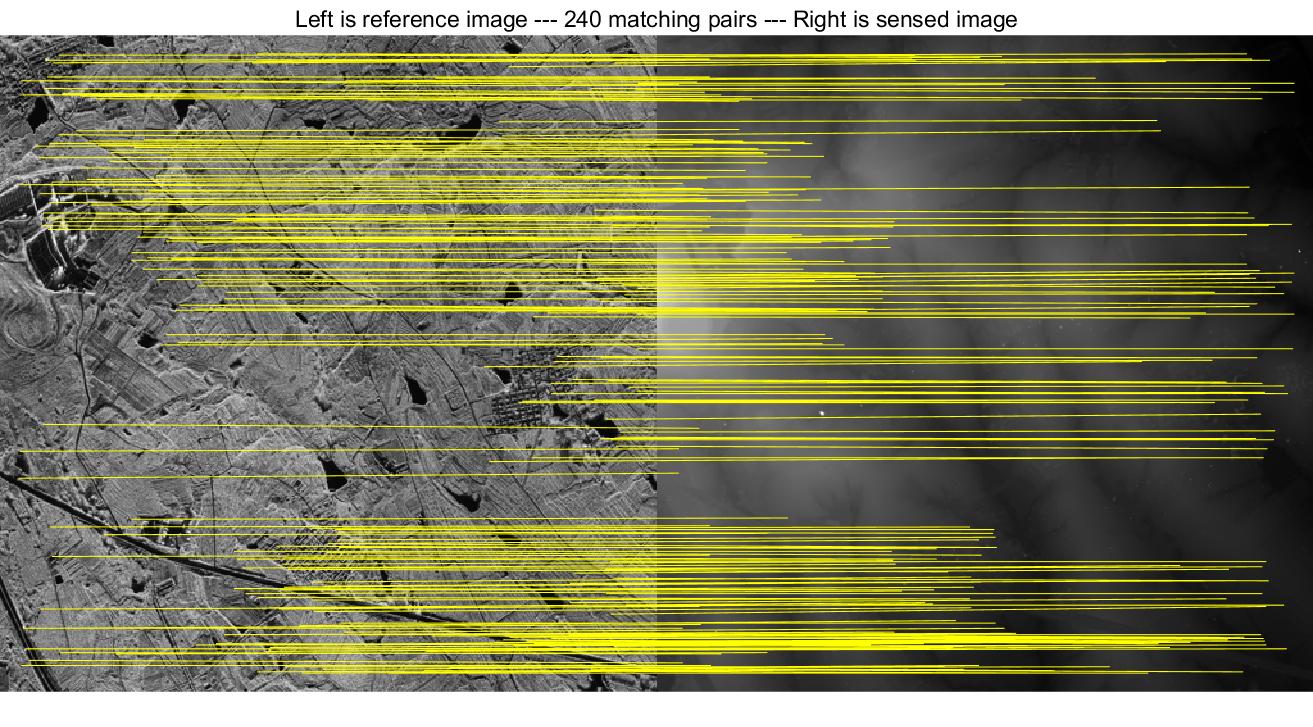 Left is reference image --- 240 matching pairs --- Right is sensed image